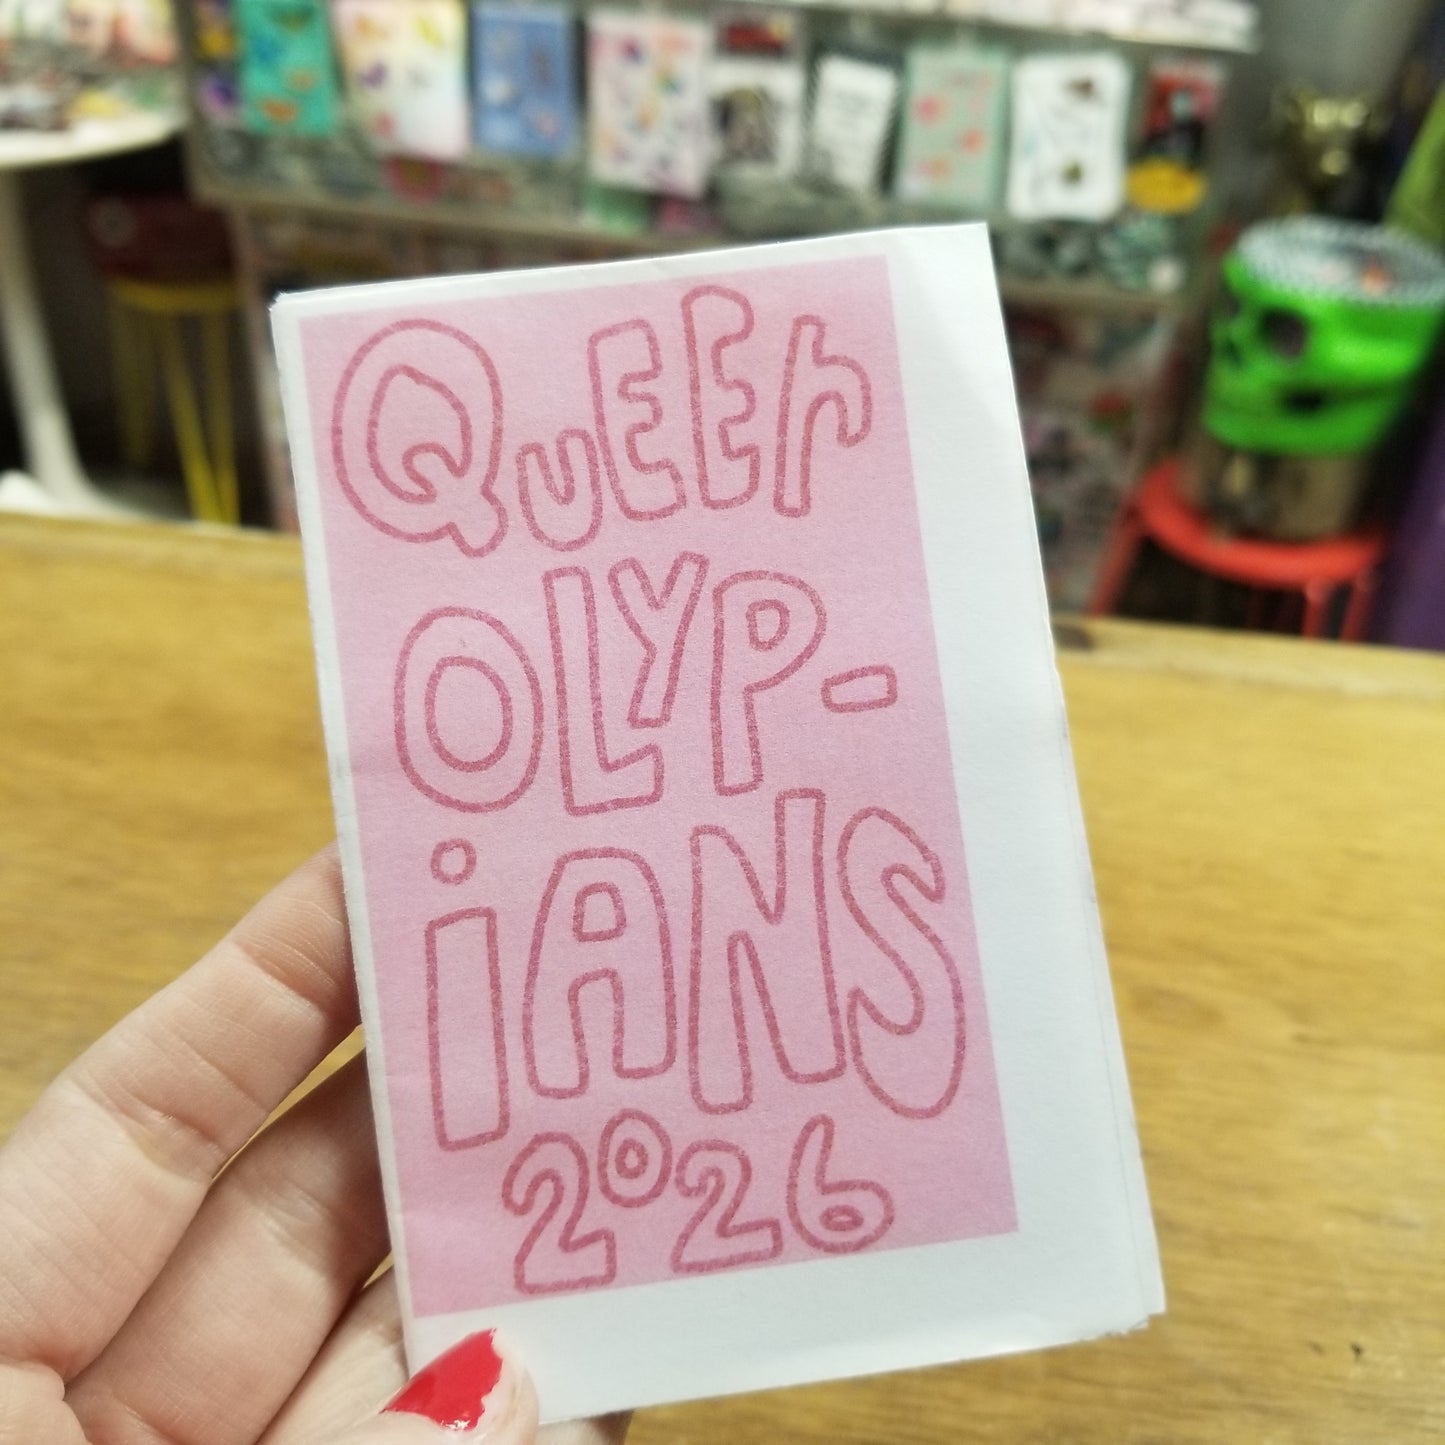 QuEEr
OLYP-
iANS
2026